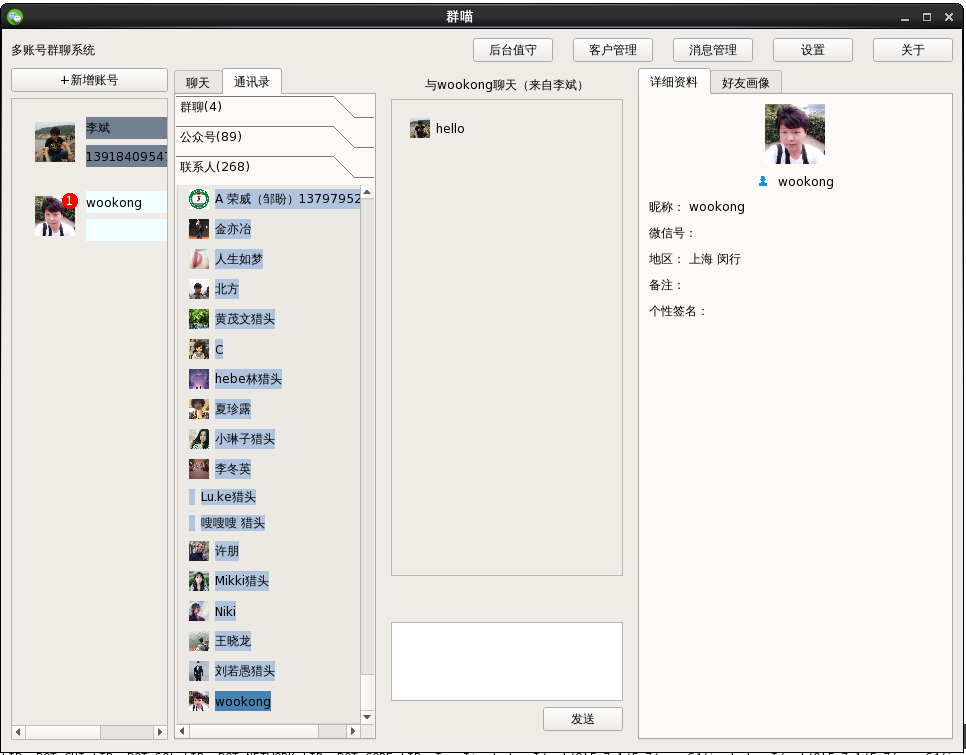 群喵
多账号群聊系统
后台值守
客户管理
消息管理
设置
关于
+新增账号
李斌
1391840954
1
wookong
聊天
通讯录
群聊(4)
公众号(89)
联系人(268)
A 荣威（邹盼）13797952
金亦冶
人生如梦
北方
黄茂文猎头
C
hebe林猎头
夏珍露
小琳子猎头
李冬英
Lu.ke猎头
嗖嗖嗖 猎头
许朋
Mikki猎头
Niki
王晓龙
刘若愚猎头
wookong
与wookong聊天（来自李斌）
hello
发送
详细资料
好友画像
wookong
昵称： wookong
微信号：
地区： 上海 闵行
备注：
个性签名：